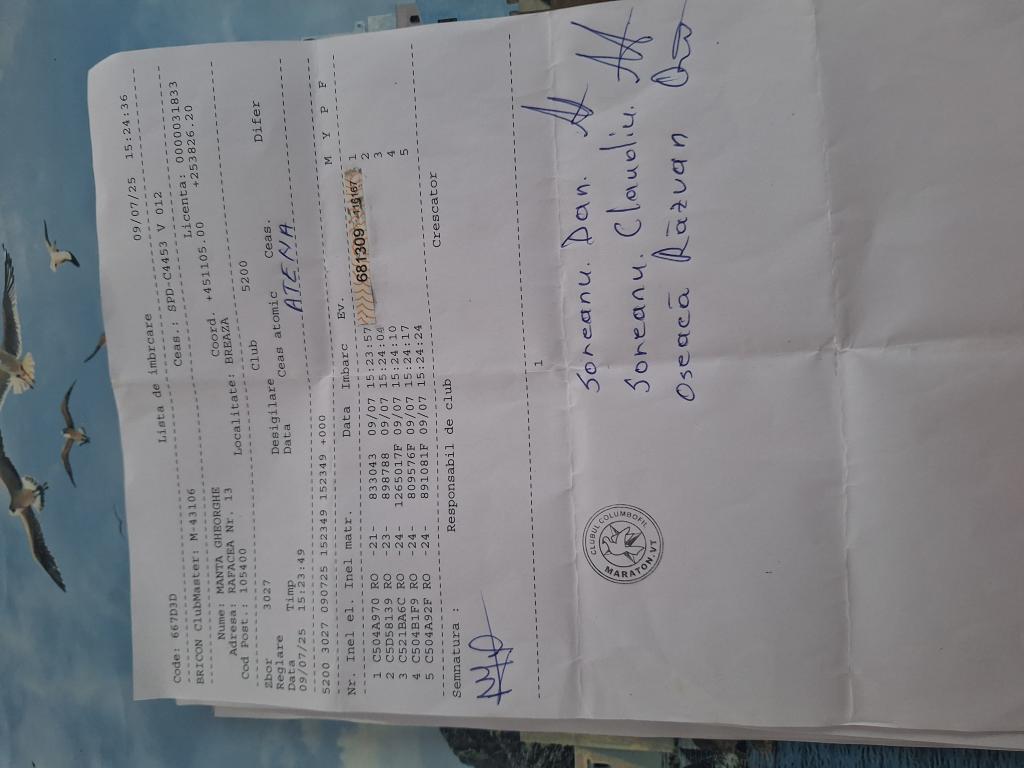 09/07/25 15:24:36
Lista de imbrcare
Code: 667D3D Ceas.: SPD-C4453 V 012
BRICON ClubMaster: M-43106 Licenta: 0000031833
Coord. +451105.00 +253826.20
Nume: MANTA GHEORGHE
Adresa: RAFACEA Nr. 13 Localitate: BREAZA
Cod Post.: 105400 5200
Club
Zbor 3027 Desigilare Ceas. Difer
Reglare Data Ceas atomic
Data Timp ATENA
09/07/25 15:23:49
5200 3027 090725 152349 152349 152349 +000 M Y P F
Nr. Inel el. Inel matr. Data Imbarc Ev.
1 C504A970 RO -21- 833043 09/07 15:23:57 681309 1
2 C5D58139 RO -23- 898788 09/07 15:24:04 2
3 C521BA6C RO -24- 1265017F 09/07 15:24:10 3
4 C504B1F9 RO -24- 809576F 09/07 15:24:17 4
5 C504A92F RO -24- 891081F 09/07 15:24:24 5
Semnatura : Responsabil de club Crescator
1
Soneanu. Dan.
Soneanu. Claudiu.
Oseacă Răzvan
CLUBUL COLUMBOFIL
MARATON.VT